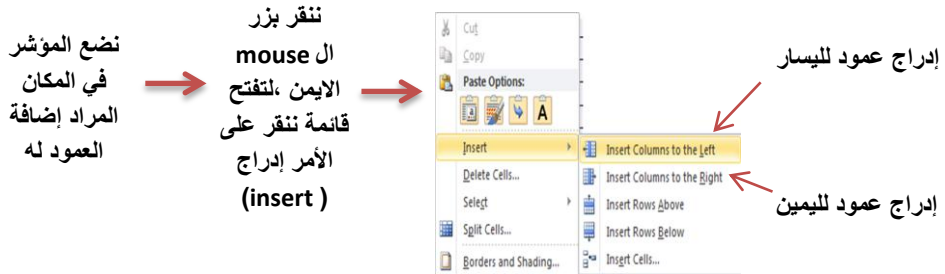 نضع المؤشر
في المكان
المراد إضافة
العمود له
ننقر بزر
ال mouse
الايمن ،لتفتح
قائمة ننقر على
الأمر إدراج
(insert )
Cut
Copy
Paste Options:
A
Insert
Delete Cells...
Select
Split Cells...
Borders and Shading...
Insert Columns to the Left
Insert Columns to the Right
Insert Rows Above
Insert Rows Below
Insert Cells...
إدراج عمود لليسار
إدراج عمود لليمين